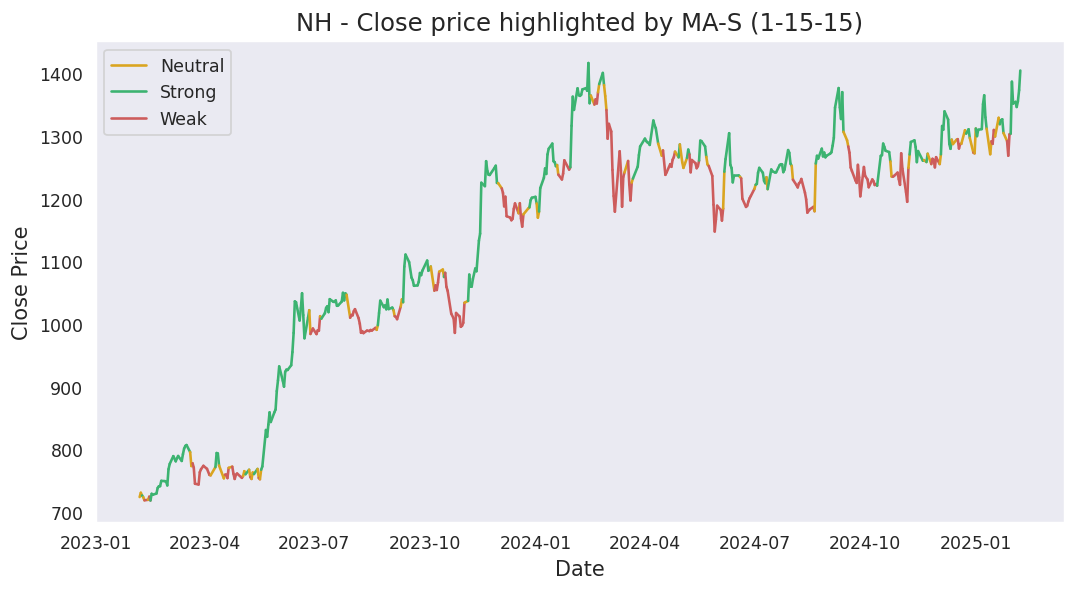 NH - Close price highlighted by MA-S (1-15-15)
Neutral
Strong
Weak
Close Price
1400
1300
1200
1100
1000
900
800
700
2023-01 2023-04 2023-07 2023-10 2024-01 2024-04 2024-07 2024-10 2025-01
Date